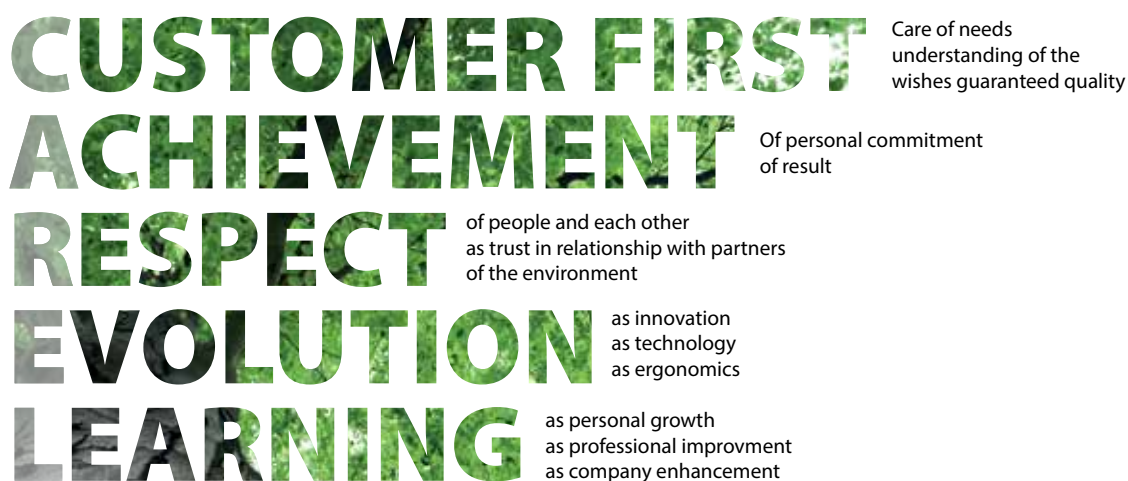 CUSTOMER FIRST
Care of needs
understanding of the
wishes guaranteed quality
ACHIEVEMENT
Of personal commitment
of result
RESPECT
of people and each other
as trust in relationship with partners
of the environment
EVOLUTION
as innovation
as technology
as ergonomics
LEARNING
as personal growth
as professional improvment
as company enhancement